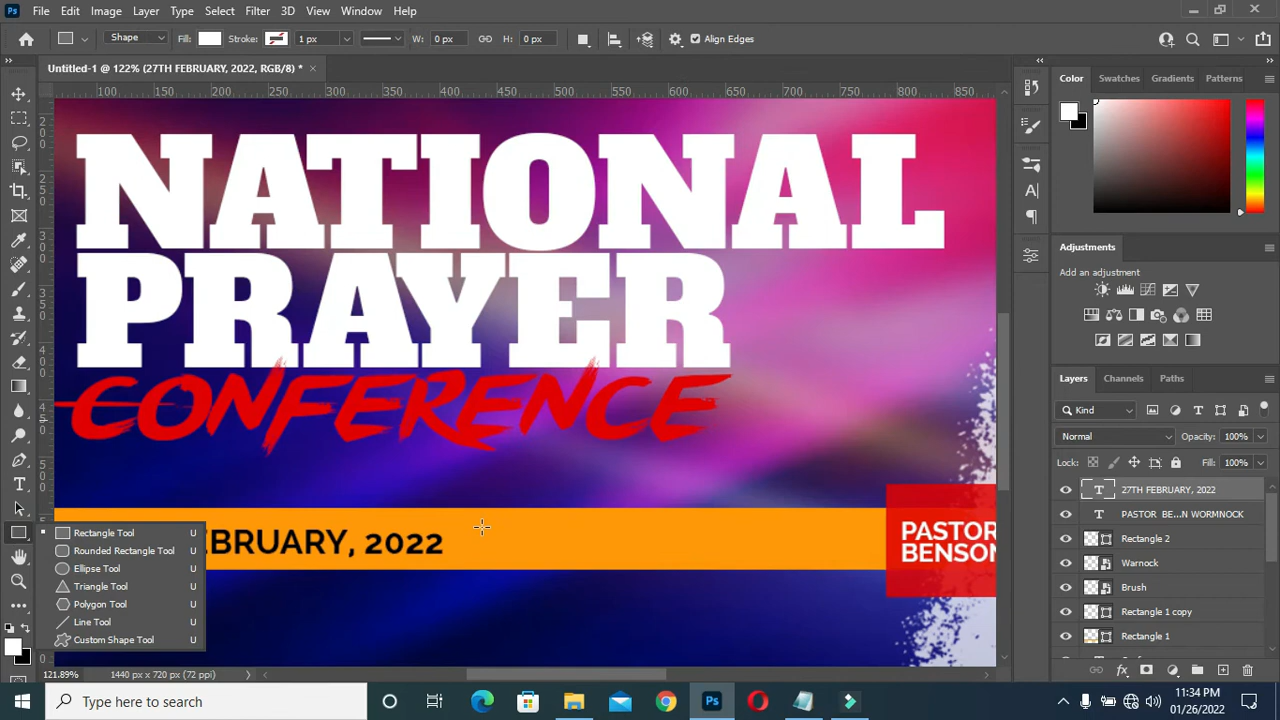 Ps File Edit Image Layer Type Select Filter 3D View Window Help
Shape Fill: Stroke: 1 px W: 0 px H: 0 px Align Edges
Untitled-1 @ 122% (27TH FEBRUARY, 2022, RGB/8) *
100 150 200 250 300 350 400 450 500 550 600 650 700 750 800 850
NATIONAL
PRAYER
CONFERENCE
EBRUARY, 2022
PASTOR
BENSON
Rectangle Tool U
Rounded Rectangle Tool U
Ellipse Tool U
Triangle Tool U
Polygon Tool U
Line Tool U
Custom Shape Tool U
Color Swatches Gradients Patterns
Adjustments
Add an adjustment
Layers Channels Paths
Kind
Normal Opacity: 100%
Lock: Fill: 100%
27TH FEBRUARY, 2022
PASTOR BE...N WORMNOCK
Rectangle 2
Warnock
Brush
Rectangle 1 copy
Rectangle 1
121.89% 1440 px x 720 px (72 ppi)
Type here to search
Ps
11:34 PM
01/26/2022